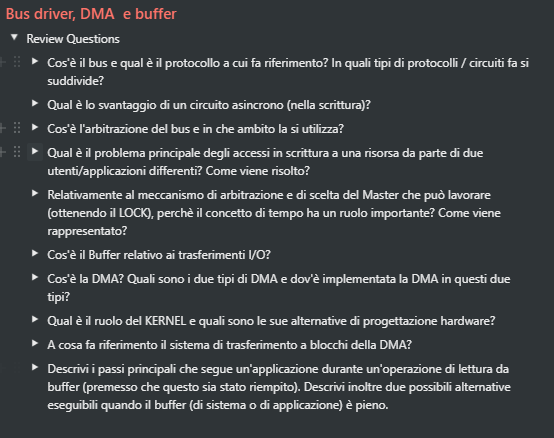 Bus driver, DMA e buffer
Review Questions
Cos'è il bus e qual è il protocollo a cui fa riferimento? In quali tipi di protocolli / circuiti fa si
suddivide?
Qual è lo svantaggio di un circuito asincrono (nella scrittura)?
Cos'è l'arbitrazione del bus e in che ambito la si utilizza?
Qual è il problema principale degli accessi in scrittura a una risorsa da parte di due
utenti/applicazioni differenti? Come viene risolto?
Relativamente al meccanismo di arbitrazione e di scelta del Master che può lavorare
(ottenendo il LOCK), perchè il concetto di tempo ha un ruolo importante? Come viene
rappresentato?
Cos'è il Buffer relativo ai trasferimenti I/O?
Cos'è la DMA? Quali sono i due tipi di DMA e dov'è implementata la DMA in questi due
tipi?
Qual è il ruolo del KERNEL e quali sono le sue alternative di progettazione hardware?
A cosa fa riferimento il sistema di trasferimento a blocchi della DMA?
Descrivi i passi principali che segue un'applicazione durante un'operazione di lettura da
buffer (premesso che questo sia stato riempito). Descrivi inoltre due possibili alternative
eseguibili quando il buffer (di sistema o di applicazione) è pieno.